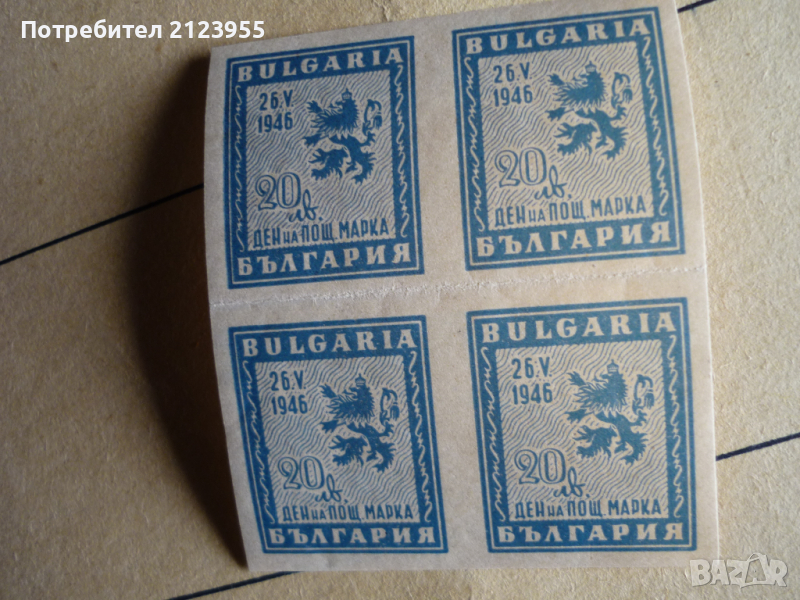 Потребител 2123955
BULGARIA
26.V.
1946
20 лв.
ДЕН НА ПОЩ. МАРКА
БЪЛГАРИЯ
BULGARIA
26.V.
1946
20 лв.
ДЕН НА ПОЩ. МАРКА
БЪЛГАРИЯ
BULGARIA
26.V.
1946
20 лв.
ДЕН НА ПОЩ. МАРКА
БЪЛГАРИЯ
BULGARIA
26.V.
1946
20 лв.
ДЕН НА ПОЩ. МАРКА
БЪЛГАРИЯ
BAZAR